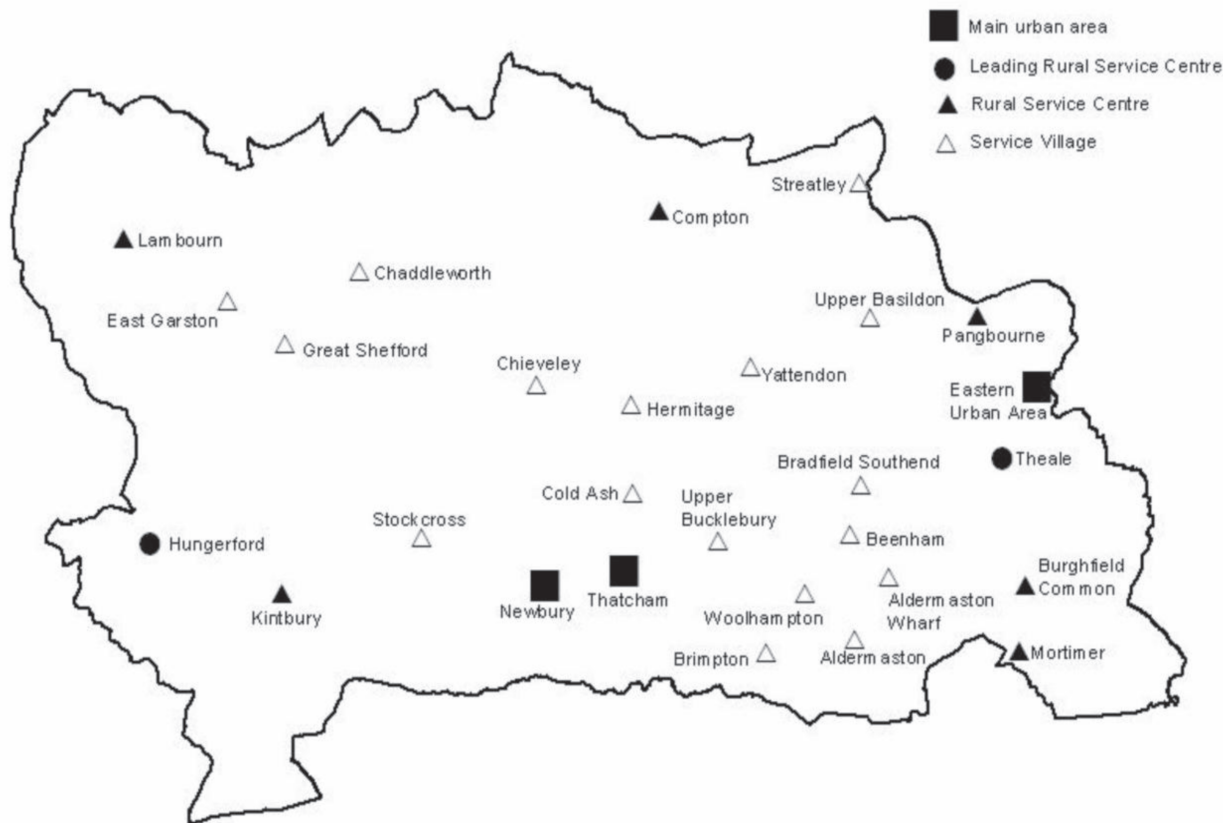 Main urban area
Leading Rural Service Centre
Rural Service Centre
Service Village
Streatley
Compton
Lambourn
Chaddleworth
East Garston
Upper Basildon
Pangbourne
Great Shefford
Chieveley
Yattendon
Hermitage
Eastern
Urban Area
Bradfield Southend
Theale
Cold Ash
Upper
Bucklebury
Stockcross
Hungerford
Beenham
Burghfield
Common
Kintbury
Newbury
Thatcham
Woolhampton
Aldermaston
Wharf
Brimpton
Aldermaston
Mortimer